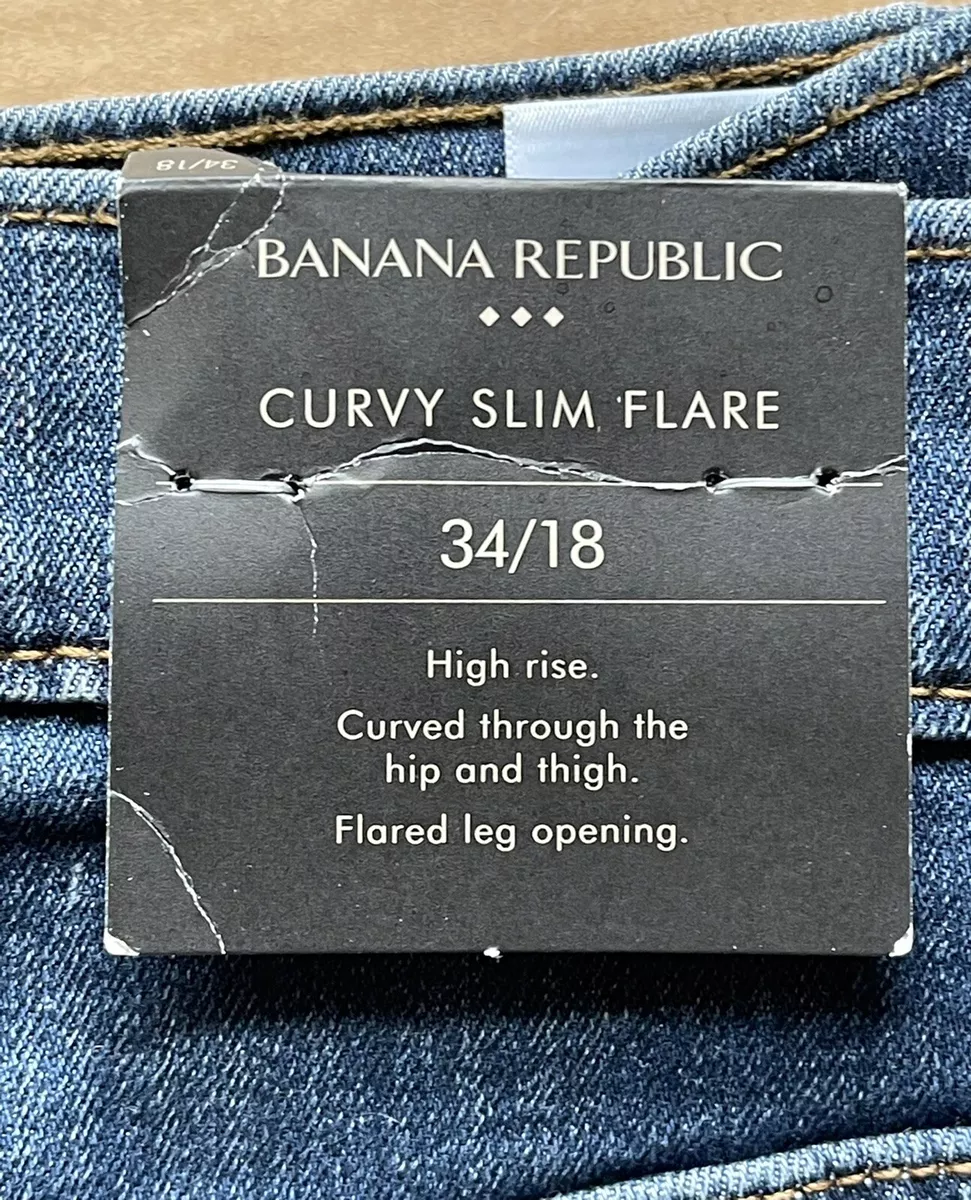 34/18
BANANA REPUBLIC
CURVY SLIM FLARE
34/18
High rise.
Curved through the
hip and thigh.
Flared leg opening.